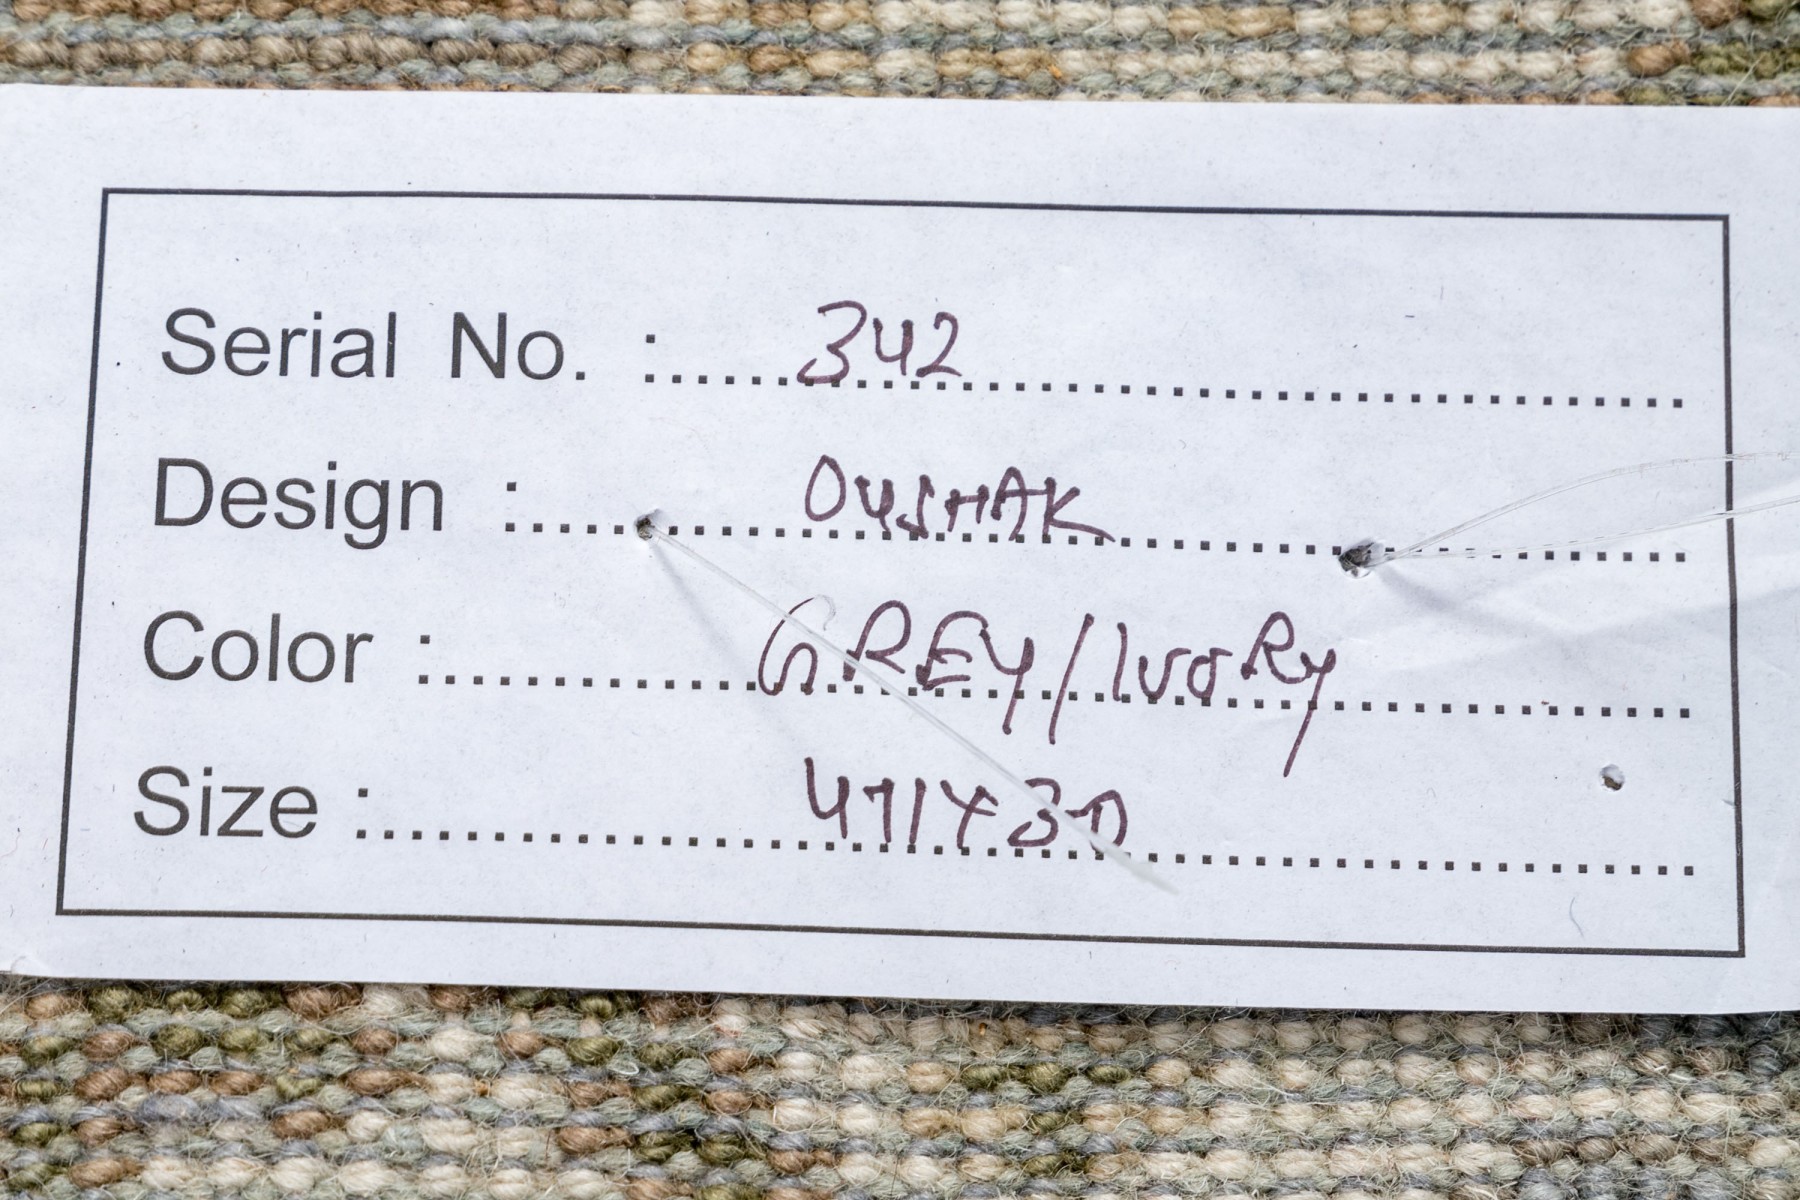 Serial No. : 342
Design : OUSHAK
Color : GREY/IVORY
Size : 471X30